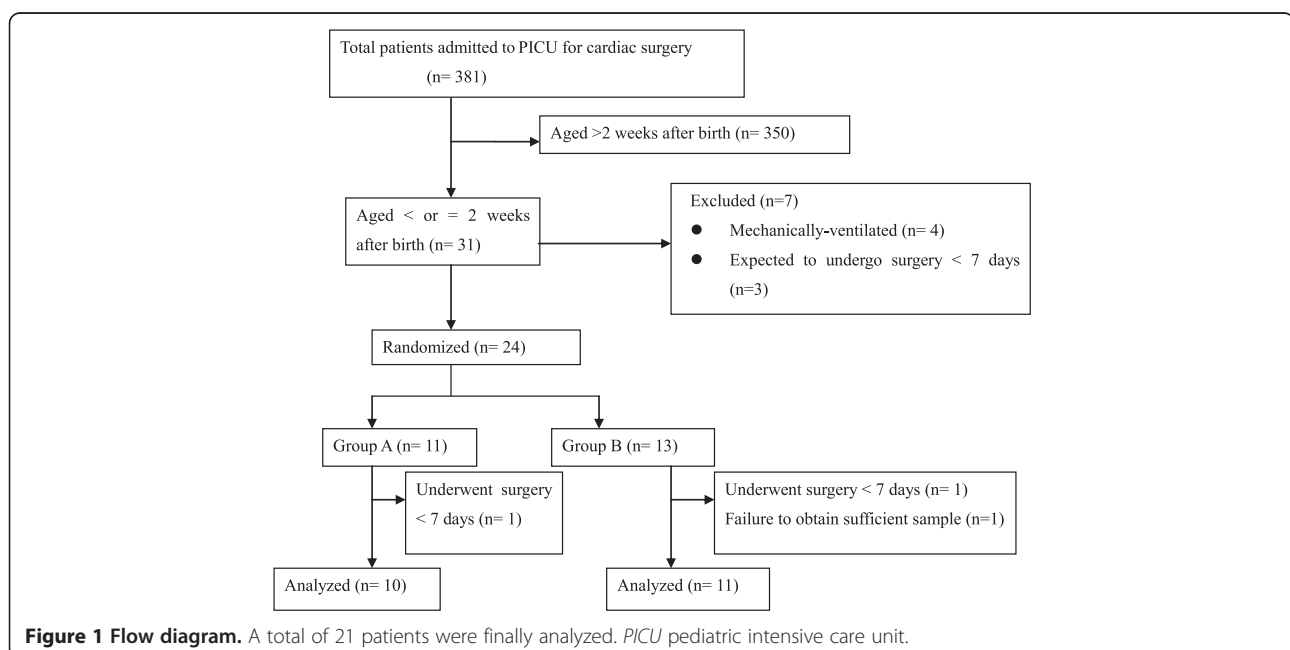 Total patients admitted to PICU for cardiac surgery
(n= 381)
Aged >2 weeks after birth (n= 350)
Aged < or = 2 weeks
after birth (n= 31)
Excluded (n=7)
● Mechanically-ventilated (n= 4)
● Expected to undergo surgery < 7 days
(n=3)
Randomized (n= 24)
Group A (n= 11)
Group B (n= 13)
Underwent surgery
< 7 days (n= 1)
Underwent surgery < 7 days (n= 1)
Failure to obtain sufficient sample (n=1)
Analyzed (n= 10)
Analyzed (n= 11)
Figure 1 Flow diagram. A total of 21 patients were finally analyzed. PICU pediatric intensive care unit.